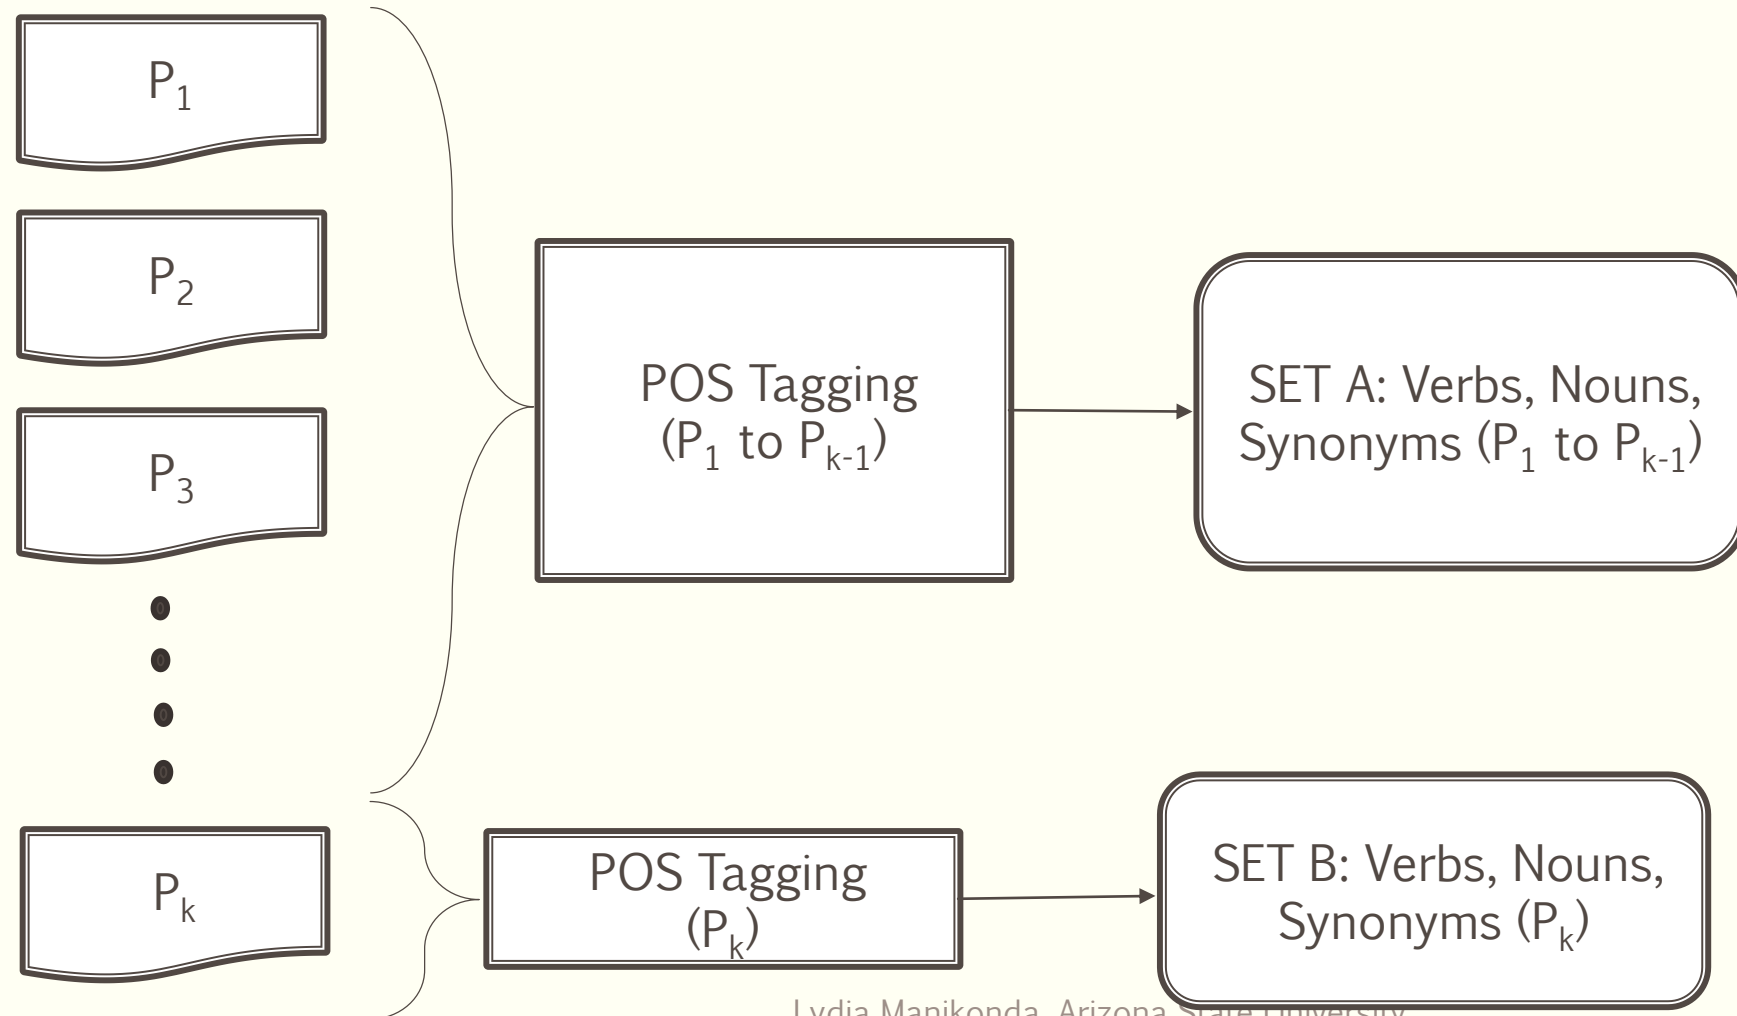 P₁
P₂
P₃
Pₖ
POS Tagging
(P₁ to Pₖ₋₁)
SET A: Verbs, Nouns,
Synonyms (P₁ to Pₖ₋₁)
POS Tagging
(Pₖ)
SET B: Verbs, Nouns,
Synonyms (Pₖ)
Lydia Manikonda, Arizona State University